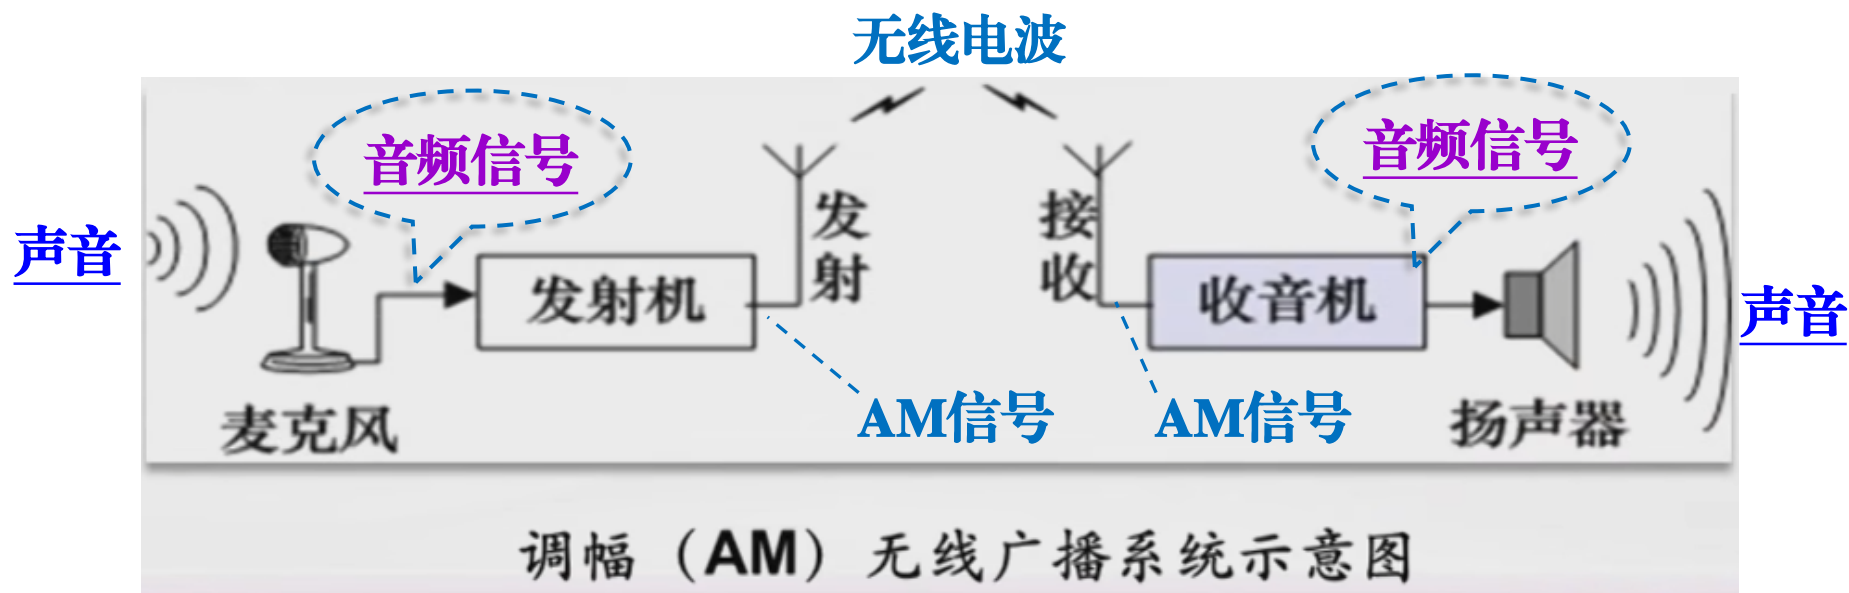 无线电波
音频信号
音频信号
声音
发射
接收
发射机
收音机
声音
AM信号
AM信号
麦克风
扬声器
调幅（AM）无线广播系统示意图